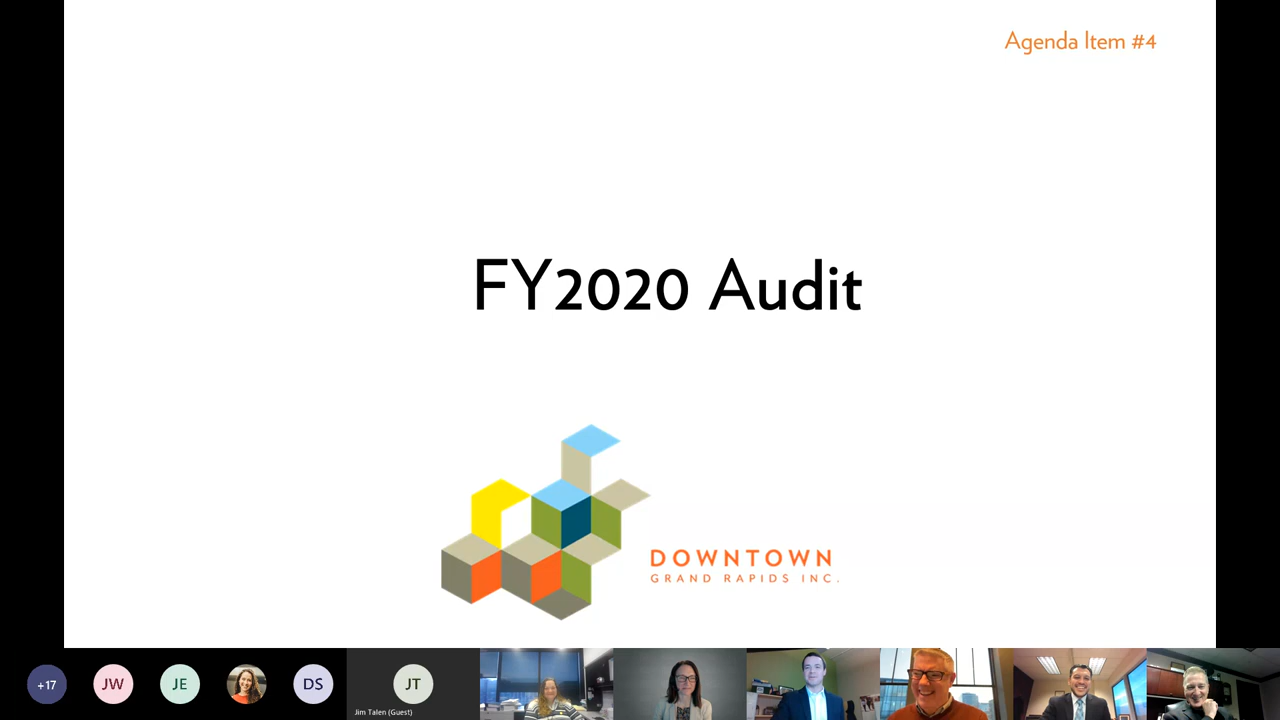 Agenda Item #4
FY2020 Audit
DOWNTOWN
GRAND RAPIDS INC.
+17
JW
JE
DS
JT
Jim Talen (Guest)